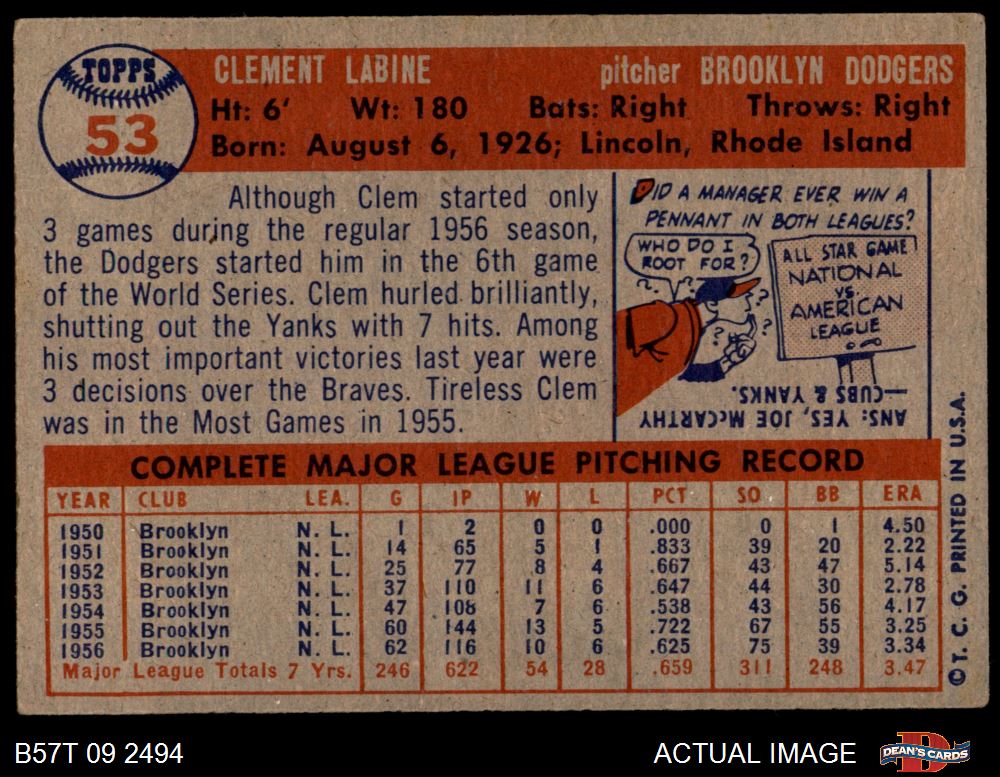 TOPPS
53
CLEMENT LABINE pitcher BROOKLYN DODGERS
Ht: 6' Wt: 180 Bats: Right Throws: Right
Born: August 6, 1926; Lincoln, Rhode Island
Although Clem started only
3 games during the regular 1956 season,
the Dodgers started him in the 6th game
of the World Series. Clem hurled brilliantly,
shutting out the Yanks with 7 hits. Among
his most important victories last year were
3 decisions over the Braves. Tireless Clem
was in the Most Games in 1955.
DID A MANAGER EVER WIN A
PENNANT IN BOTH LEAGUES?
WHO DO I
ROOT FOR?
ALL STAR GAME
NATIONAL
VS.
AMERICAN
LEAGUE
? ? ? ?
ANS: YES, JOE McCARTHY
—CUBS & YANKS.
COMPLETE MAJOR LEAGUE PITCHING RECORD
YEAR CLUB LEA. G IP W L PCT SO BB ERA
1950 Brooklyn N. L. 1 2 0 0 .000 0 1 4.50
1951 Brooklyn N. L. 14 65 5 1 .833 39 20 2.22
1952 Brooklyn N. L. 25 77 8 4 .667 43 47 5.14
1953 Brooklyn N. L. 37 110 11 6 .647 44 30 2.78
1954 Brooklyn N. L. 47 108 7 6 .538 43 56 4.17
1955 Brooklyn N. L. 60 144 13 5 .722 67 55 3.25
1956 Brooklyn N. L. 62 116 10 6 .625 75 39 3.34
Major League Totals 7 Yrs. 246 622 54 28 .659 311 248 3.47
© T. C. G. PRINTED IN U.S.A.
B57T 09 2494 ACTUAL IMAGE DEAN'S CARDS